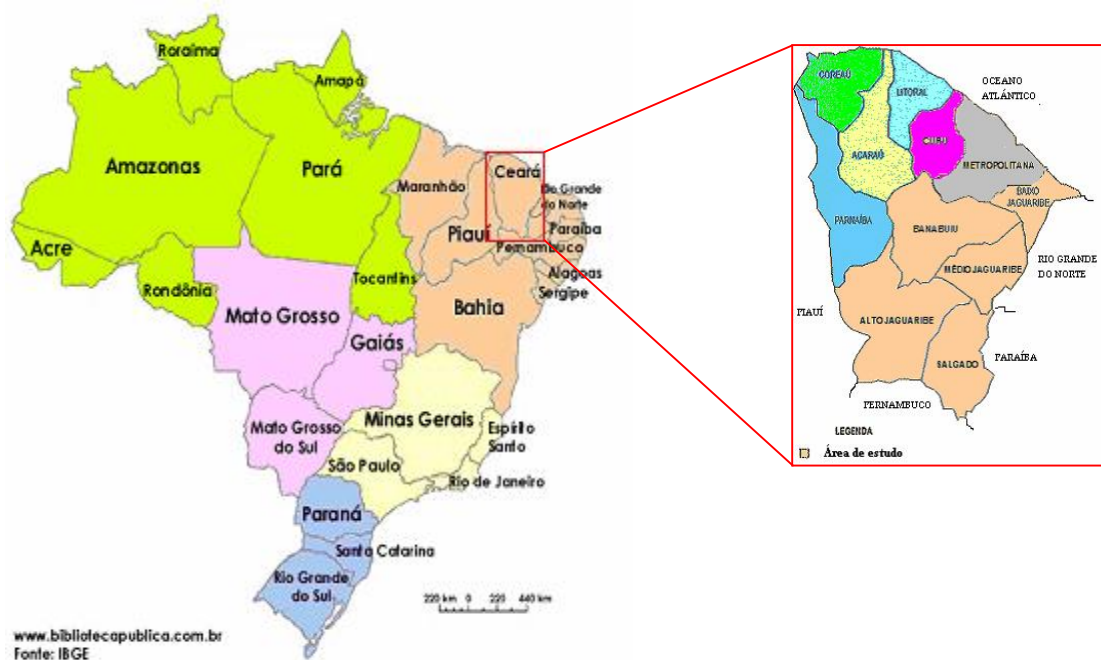 Roraima
Amapá
Amazonas
Pará
Maranhão
Ceará
Rio Grande
do Norte
Paraíba
Piauí
Pernambuco
Acre
Alagoas
Sergipe
Rondônia
Tocantins
Bahia
Mato Grosso
Gaiás
Minas Gerais
Mato Grosso
do Sul
Espírito
Santo
São Paulo
Rio de Janeiro
Paraná
Santa Catarina
Rio Grande
do Sul
220 km 0 220 440 km
www.bibliotecapublica.com.br
Fonte: IBGE
COREAÚ
LITORAL
OCEANO
ATLÁNTICO
ACARAÚ
CURU
METROPOLITANA
BAIXO
JAGUARIBE
PARNAÍBA
BANABUIU
RIO GRANDE
DO NORTE
MÉDIO JAGUARIBE
PIAUÍ
ALTO JAGUARIBE
SALGADO
PARAÍBA
PERNAMBUCO
LEGENDA
Área de estudo